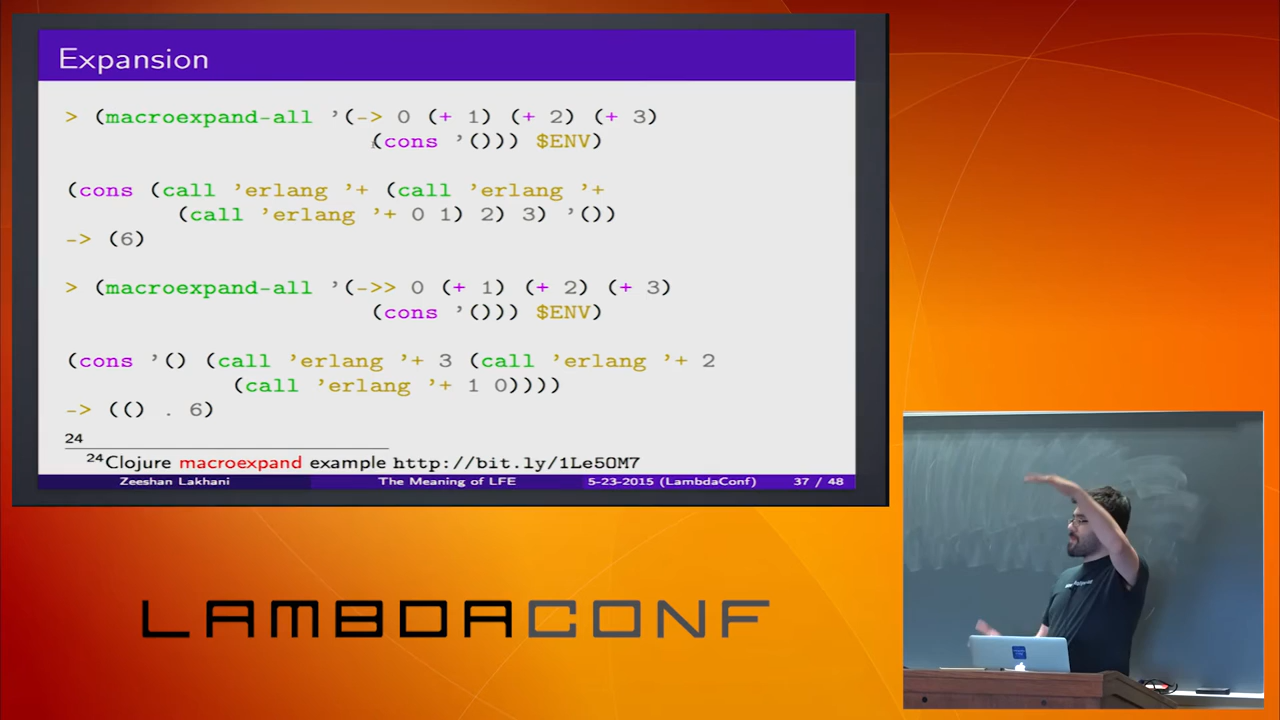 Expansion
> (macroexpand-all '(-> 0 (+ 1) (+ 2) (+ 3)
(cons '())) $ENV)
(cons (call 'erlang '+ (call 'erlang '+
(call 'erlang '+ 0 1) 2) 3) '())
-> (6)
> (macroexpand-all '(->> 0 (+ 1) (+ 2) (+ 3)
(cons '())) $ENV)
(cons '() (call 'erlang '+ 3 (call 'erlang '+ 2
(call 'erlang '+ 1 0))))
-> (() . 6)
24
24Clojure macroexpand example http://bit.ly/1Le5OM7
Zeeshan Lakhani The Meaning of LFE 5-23-2015 (LambdaConf) 37 / 48
LAMBDACONF